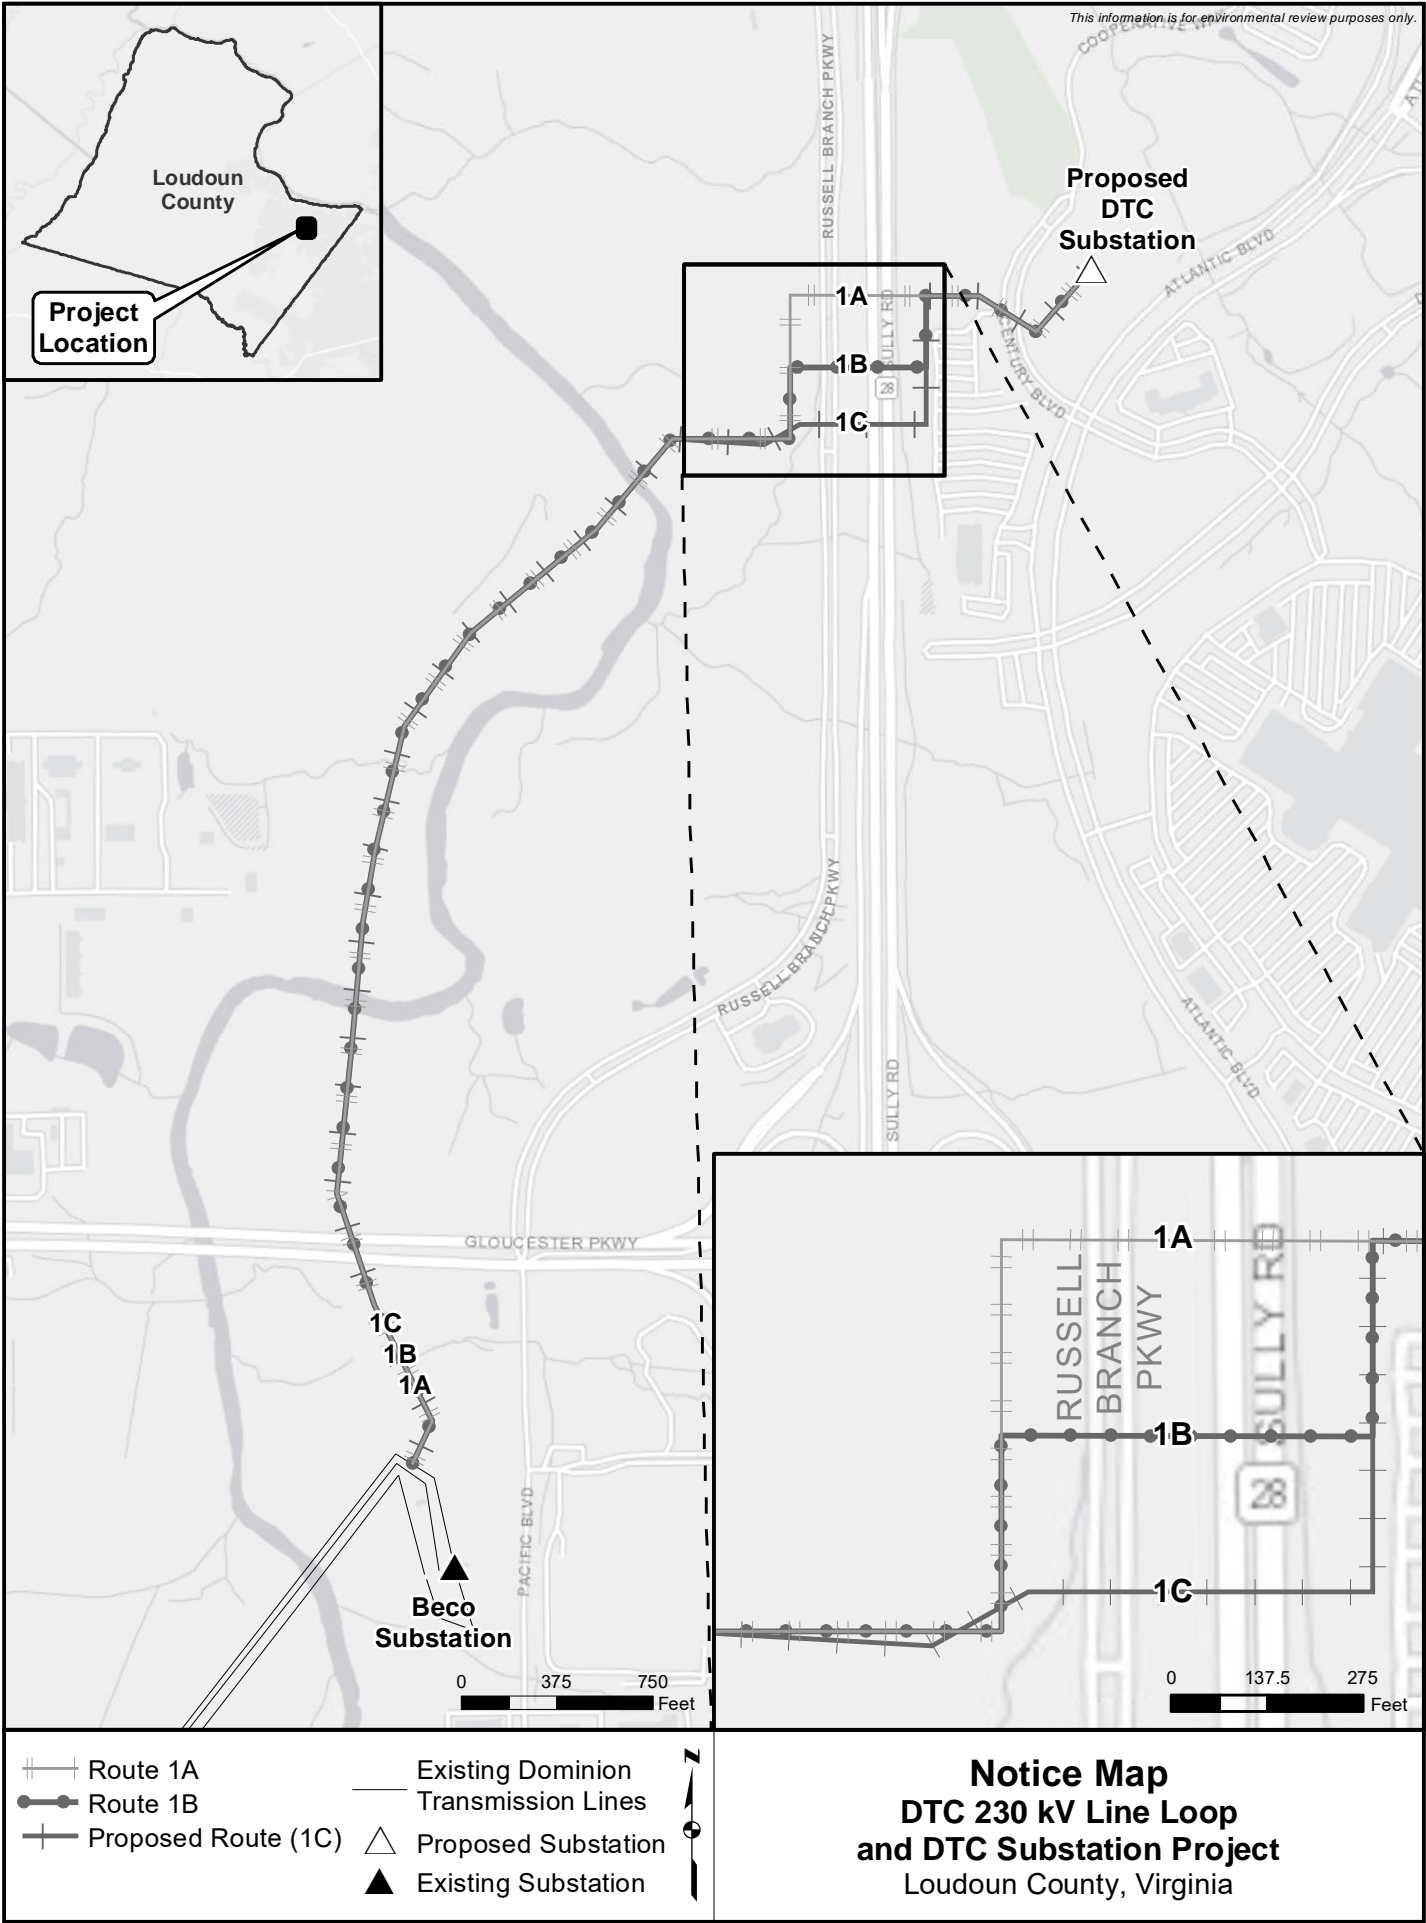 This information is for environmental review purposes only.
COOPERATIVE WAY
Loudoun
County
Project
Location
RUSSELL BRANCH PKWY
Proposed
DTC
Substation
ATLANTIC BLVD
1A
SULLY RD
1B
28
CENTURY BLVD
1C
RUSSELL BRANCH PKWY
ATLANTIC BLVD
SULLY RD
GLOUCESTER PKWY
1C
1B
1A
PACIFIC BLVD
Beco
Substation
0 375 750
Feet
1A
RUSSELL
BRANCH
PKWY
SULLY RD
1B
28
1C
0 137.5 275
Feet
Route 1A
Route 1B
Proposed Route (1C)
Existing Dominion
Transmission Lines
Proposed Substation
Existing Substation
N
Notice Map
DTC 230 kV Line Loop
and DTC Substation Project
Loudoun County, Virginia